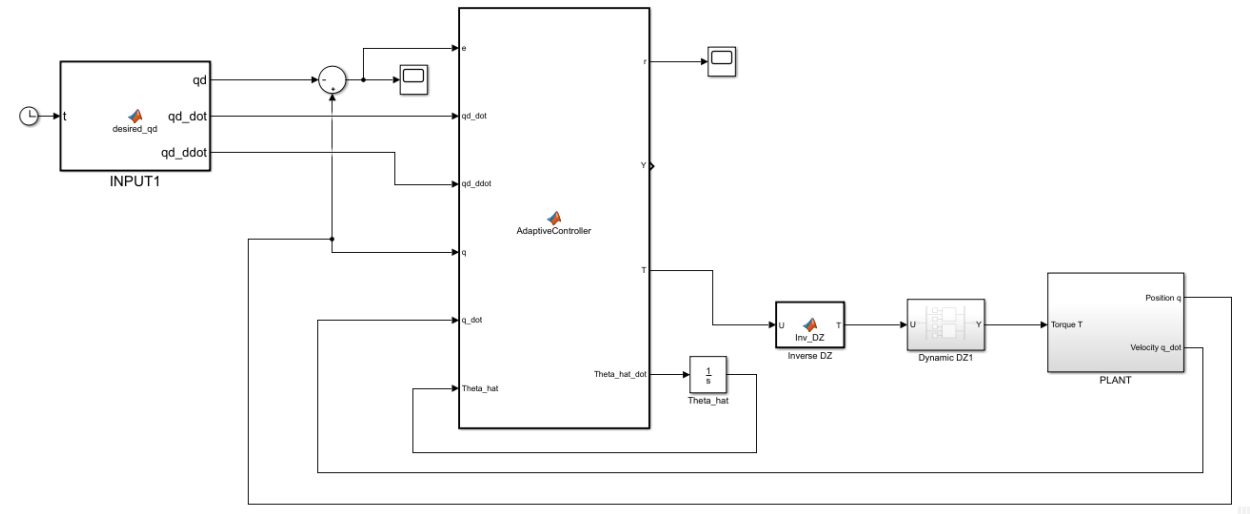 t
desired_qd
qd
qd_dot
qd_ddot
INPUT1
-
+
e
qd_dot
qd_ddot
q
q_dot
Theta_hat
AdaptiveController
r
Y
T
Theta_hat_dot
1
s
Theta_hat
U
T
Inv_DZ
Inverse DZ
U
Y
Dynamic DZ1
Torque T
Position q
Velocity q_dot
PLANT